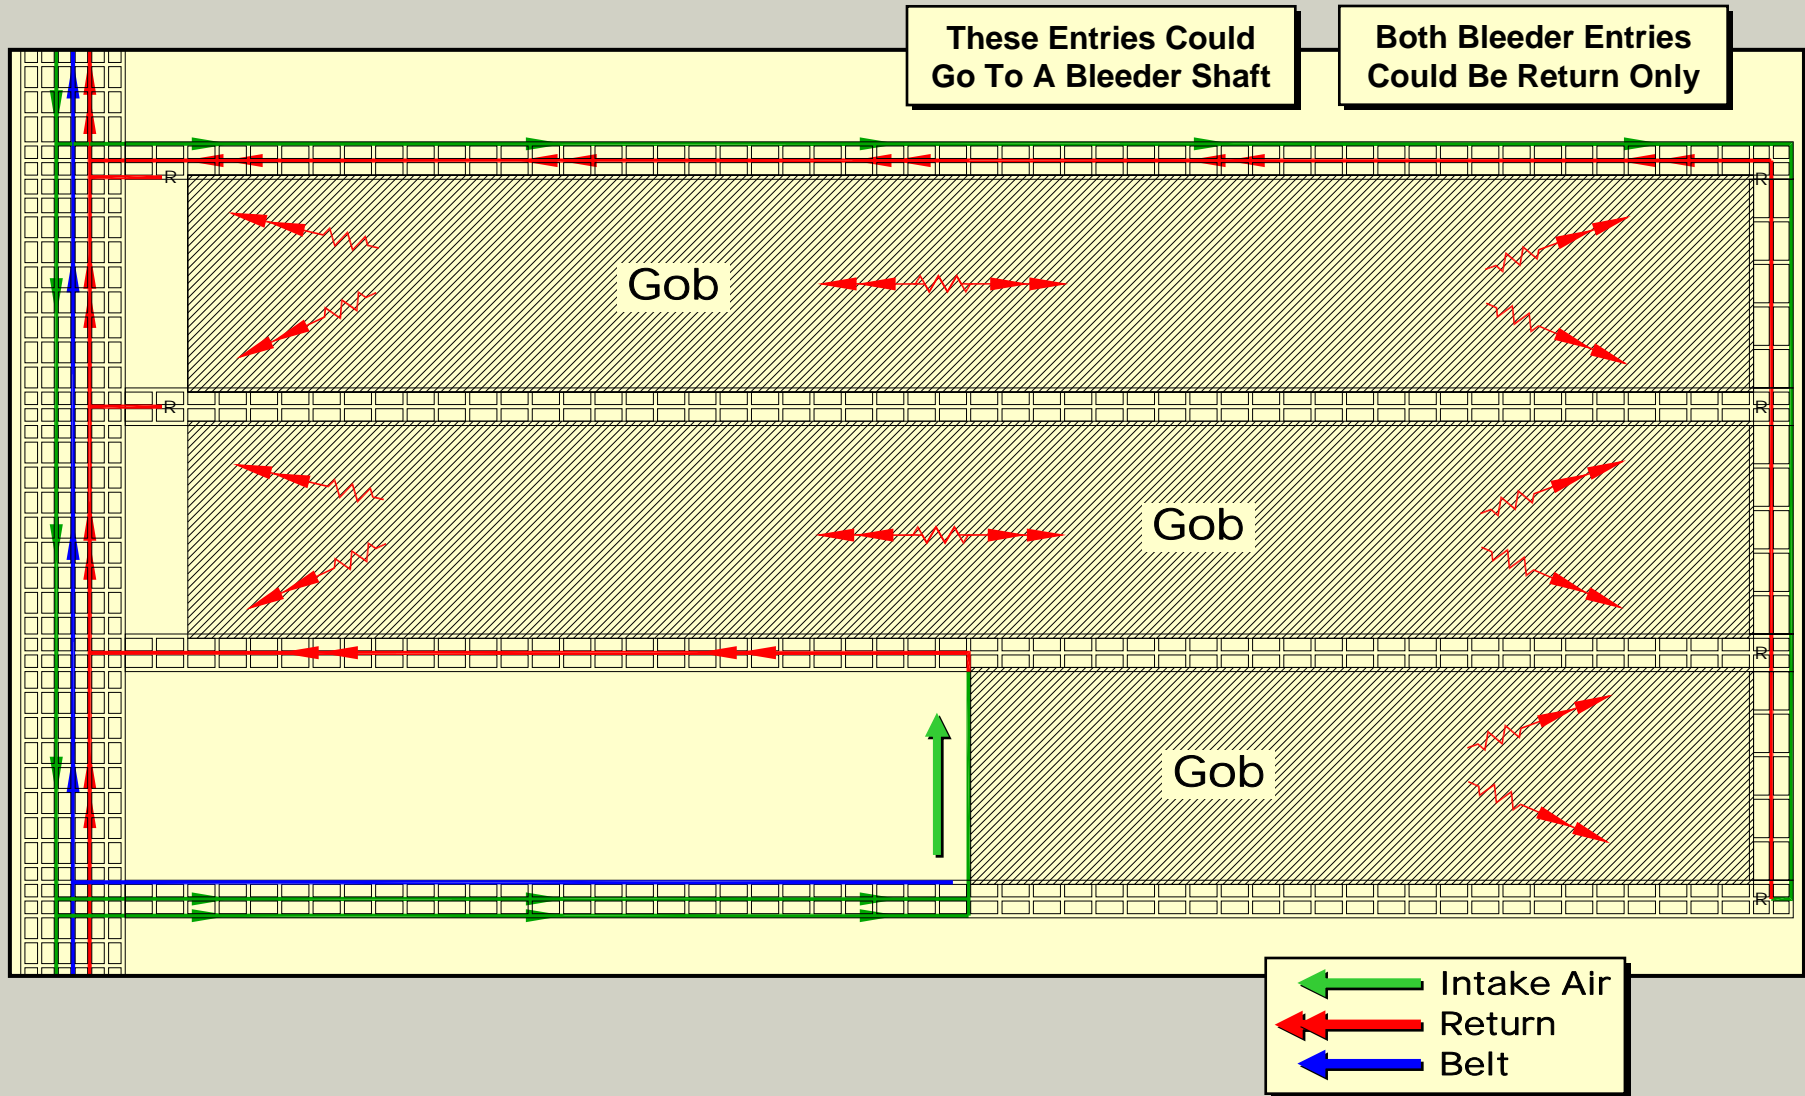 These Entries Could
Go To A Bleeder Shaft
Both Bleeder Entries
Could Be Return Only
R
R
Gob
R
R
Gob
R
Gob
R
Intake Air
Return
Belt